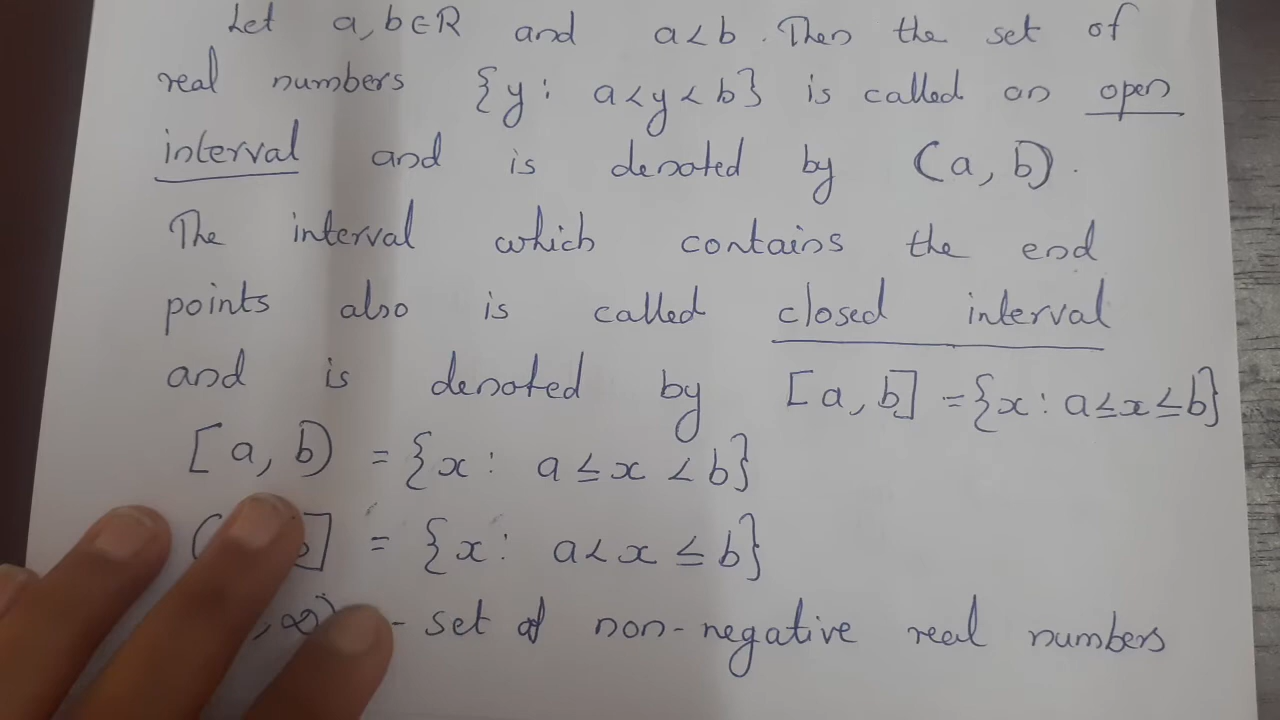 Let a, b ∈ R and a < b. Then the set of
real numbers {y : a < y < b} is called an open
interval and is denoted by (a, b).
The interval which contains the end
points also is called closed interval
and is denoted by [a, b] = {x : a ≤ x ≤ b}
[a, b) = {x : a ≤ x < b}
( b] = {x : a < x ≤ b}
, ∞) - set of non-negative real numbers